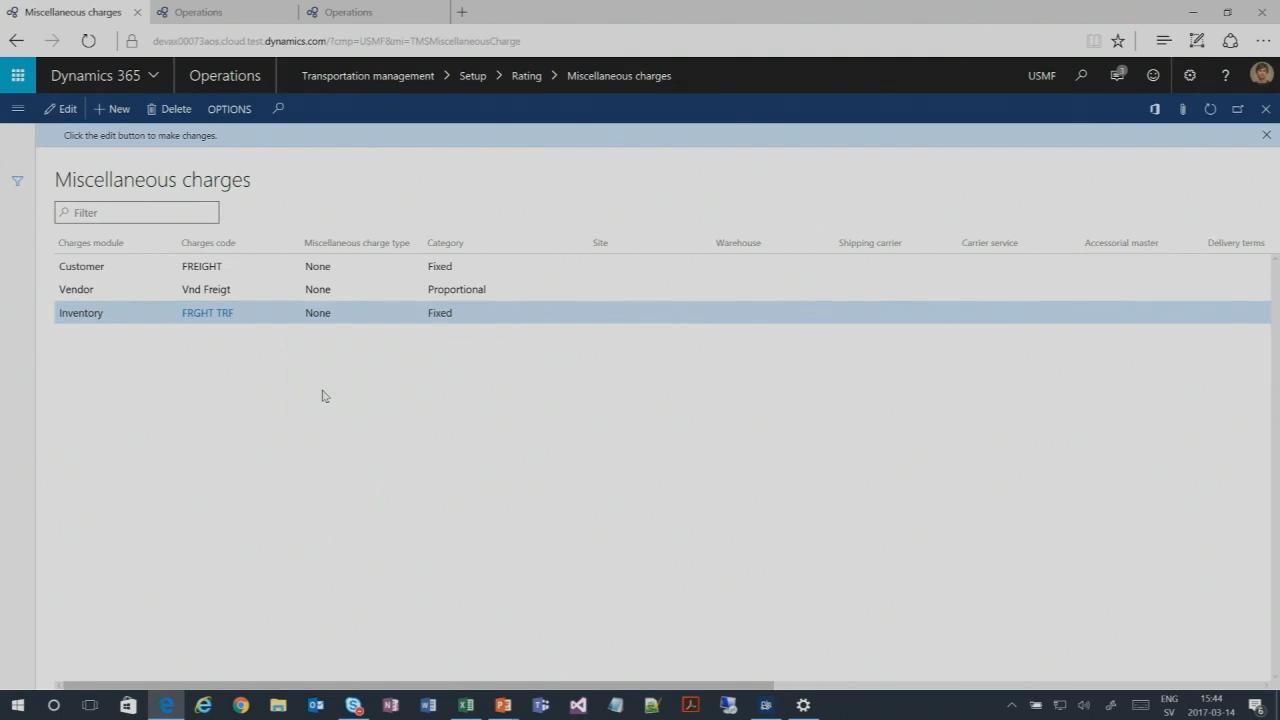 Miscellaneous charges
Operations
Operations
devax00073aos.cloud.test.dynamics.com/?cmp=USMF&mi=TMSMiscellaneousCharge
Dynamics 365
Operations
Transportation management > Setup > Rating > Miscellaneous charges
USMF
3
?
Edit
+ New
Delete
OPTIONS
Click the edit button to make changes.
Miscellaneous charges
Filter
Charges module Charges code Miscellaneous charge type Category Site Warehouse Shipping carrier Carrier service Accessorial master Delivery terms
Customer FREIGHT None Fixed
Vendor Vnd Freigt None Proportional
Inventory FRGHT TRF None Fixed
ENG
SV
15:44
2017-03-14
6